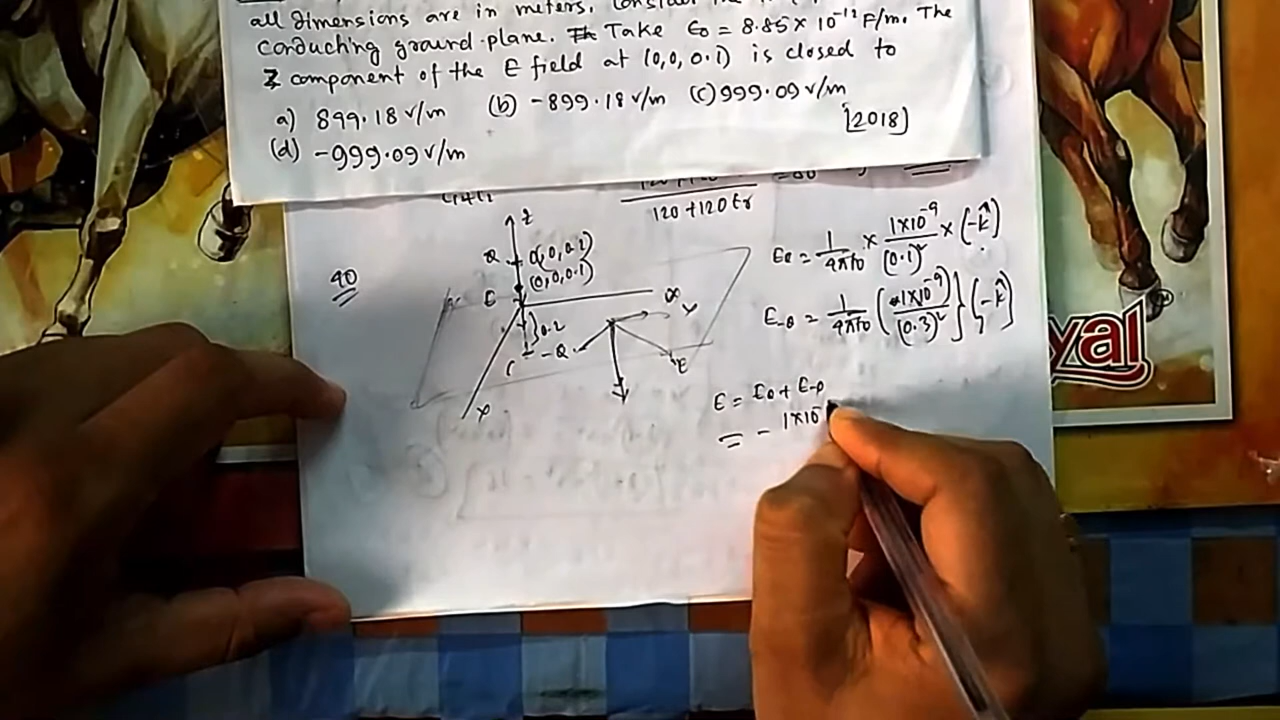 all dimensions are in meters.
conducting ground plane. Take ε0 = 8.85 × 10⁻¹² F/m. The
z component of the E field at (0,0, 0.1) is closed to
a) 899.18 v/m (b) -899.18 v/m (c) 999.09 v/m
[2018]
(d) -999.09 v/m
120 + 120 εr
40
z
Q (0,0, 0.2)
(0,0,0.1)
E
x
y
}0.2
-Q
E
x
EQ = 1/4πε0 × 1×10⁻⁹/(0.1)² × (-k̂)
E-Q = 1/4πε0 {(1×10⁻⁹)/(0.3)²} (-k̂)
E = EQ + E-Q
= - 1×10⁻
yal